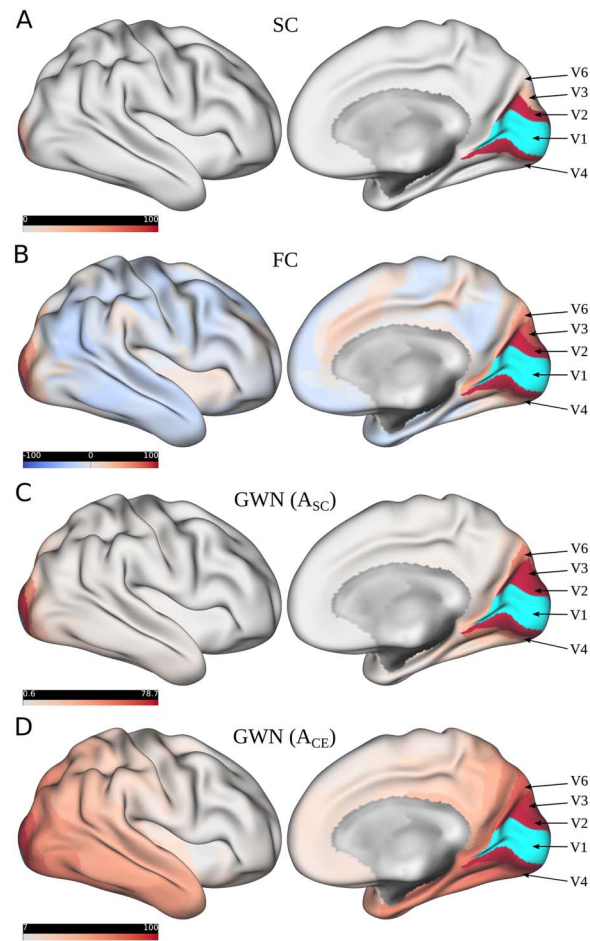 A
SC
V6
V3
V2
V1
V4
0 100
B
FC
V6
V3
V2
V1
V4
-100 0 100
C
GWN (A_SC)
V6
V3
V2
V1
V4
0.6 78.7
D
GWN (A_CE)
V6
V3
V2
V1
V4
7 100